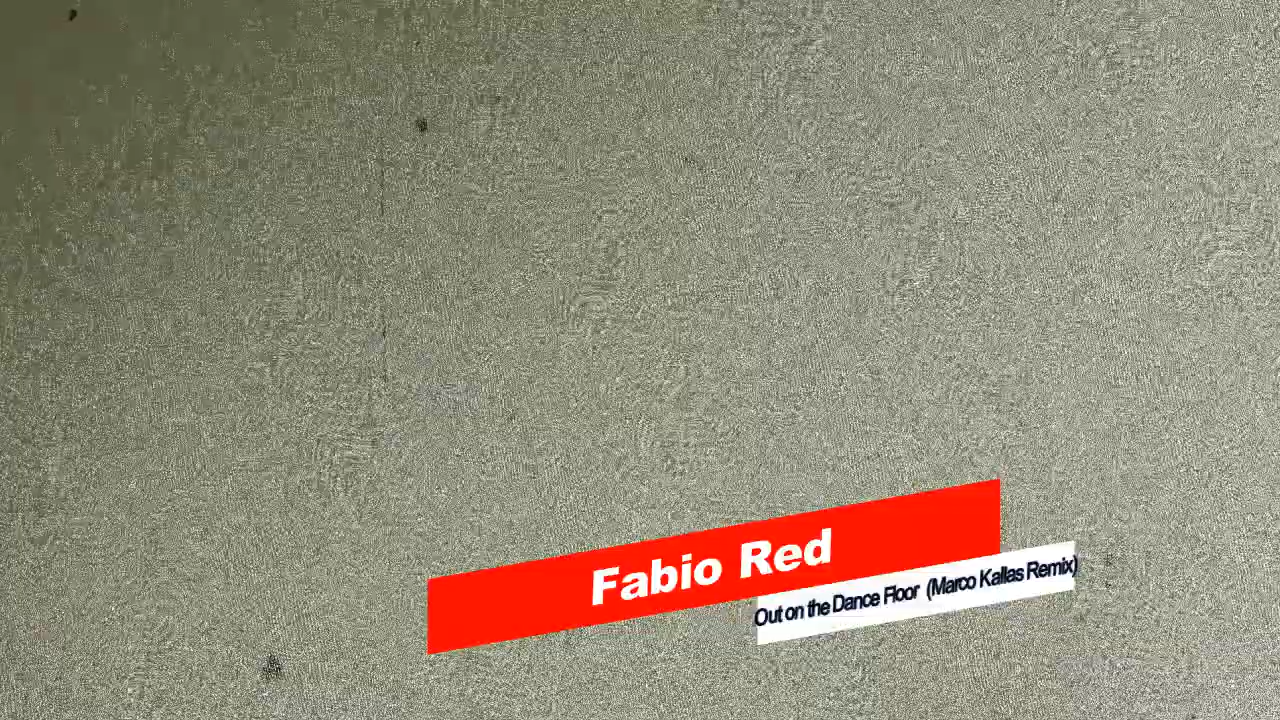 Fabio Red
Out on the Dance Floor (Marco Kallas Remix)